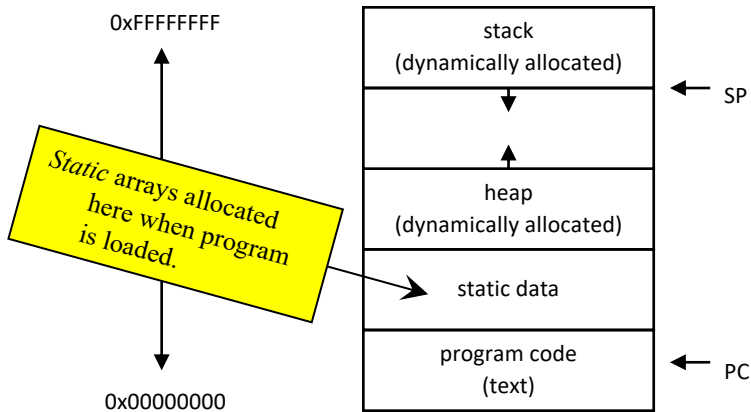 0xFFFFFFFF
stack
(dynamically allocated)
SP
Static arrays allocated
here when program
is loaded.
heap
(dynamically allocated)
static data
program code
(text)
PC
0x00000000